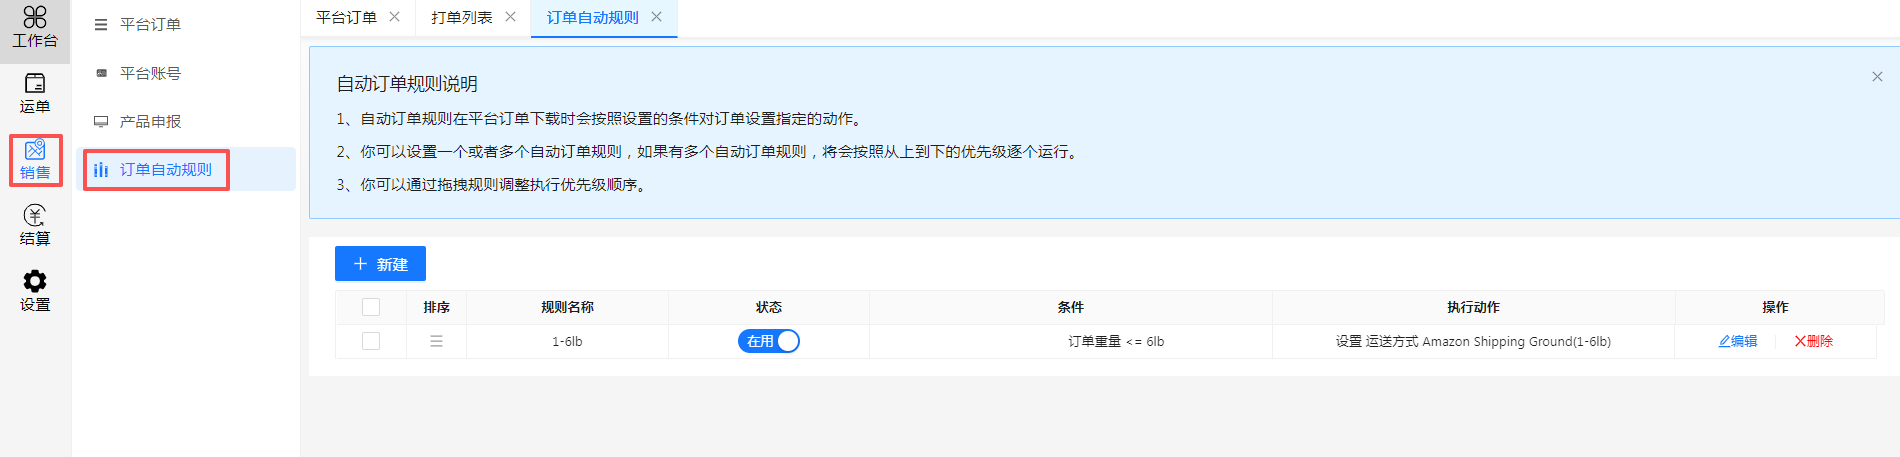 工作台
运单
销售
结算
设置
平台订单
平台账号
产品申报
订单自动规则
平台订单 打单列表 订单自动规则
自动订单规则说明
1、自动订单规则在平台订单下载时会按照设置的条件对订单设置指定的动作。
2、你可以设置一个或者多个自动订单规则，如果有多个自动订单规则，将会按照从上到下的优先级逐个运行。
3、你可以通过拖拽规则调整执行优先级顺序。
新建
排序 规则名称 状态 条件 执行动作 操作
1-6lb 在用 订单重量 <= 6lb 设置 运送方式 Amazon Shipping Ground(1-6lb) 编辑 删除